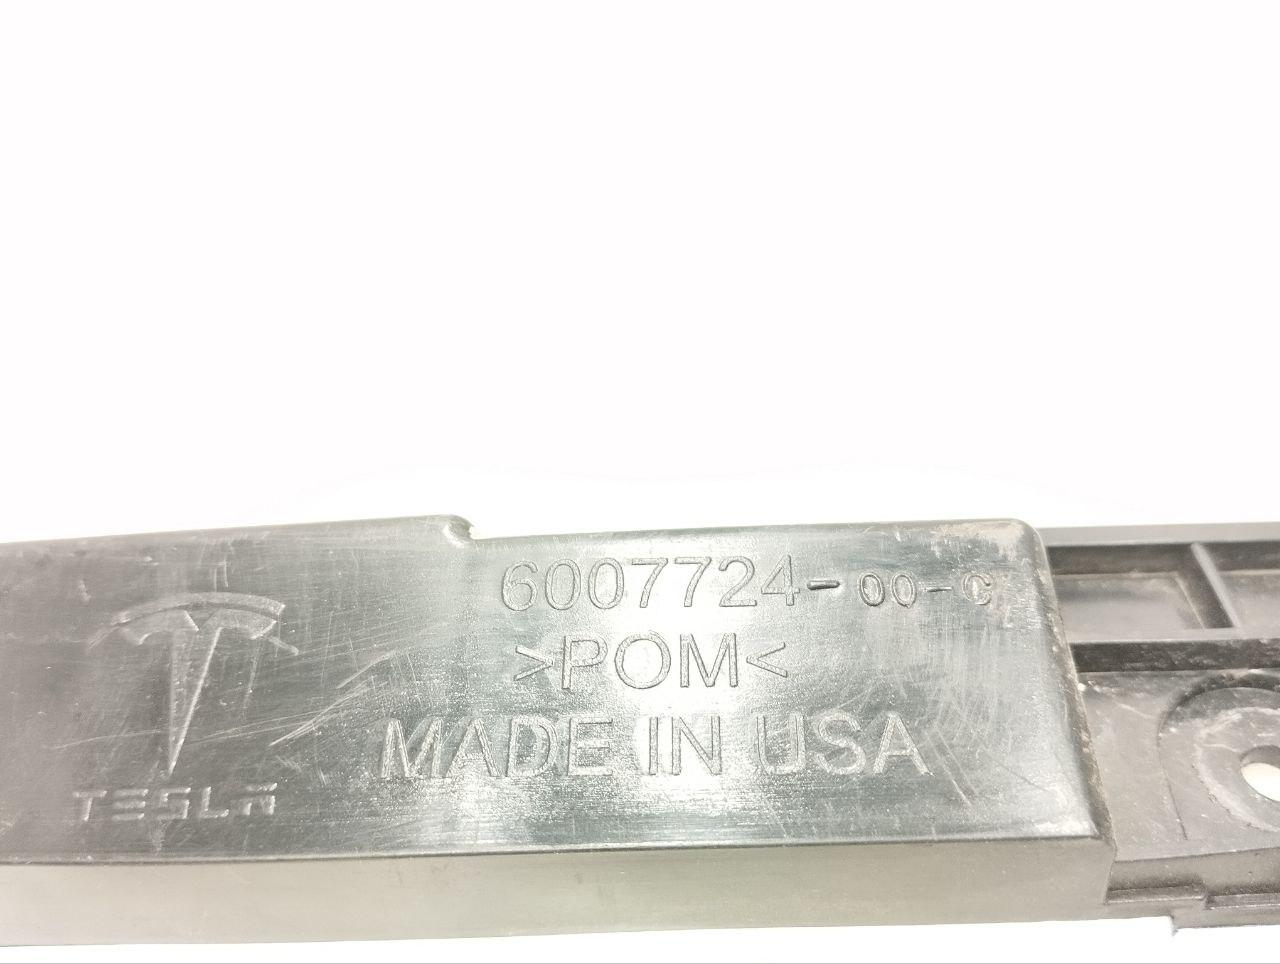 6007724-00-C
>POM<
MADE IN USA
TESLA